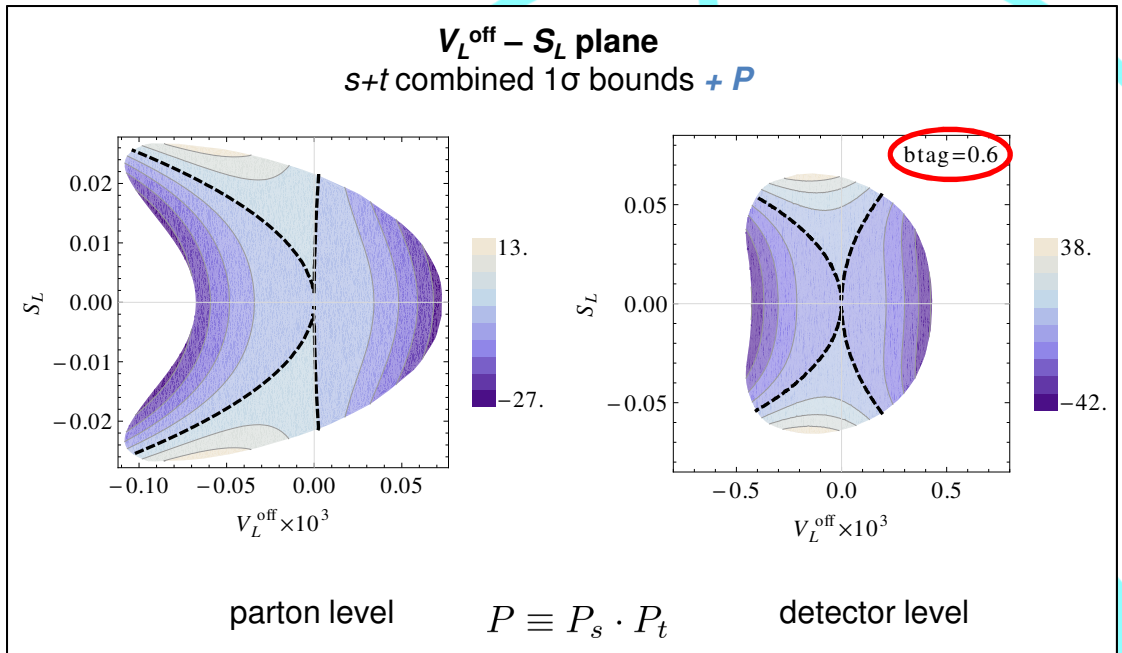 V_L^off – S_L plane
s+t combined 1σ bounds + P
0.02
0.01
0.00
−0.01
−0.02
S_L
−0.10 −0.05 0.00 0.05
V_L^off ×10^3
13.
−27.
btag=0.6
0.05
0.00
−0.05
S_L
−0.5 0.0 0.5
V_L^off ×10^3
38.
−42.
parton level
P ≡ P_s · P_t
detector level